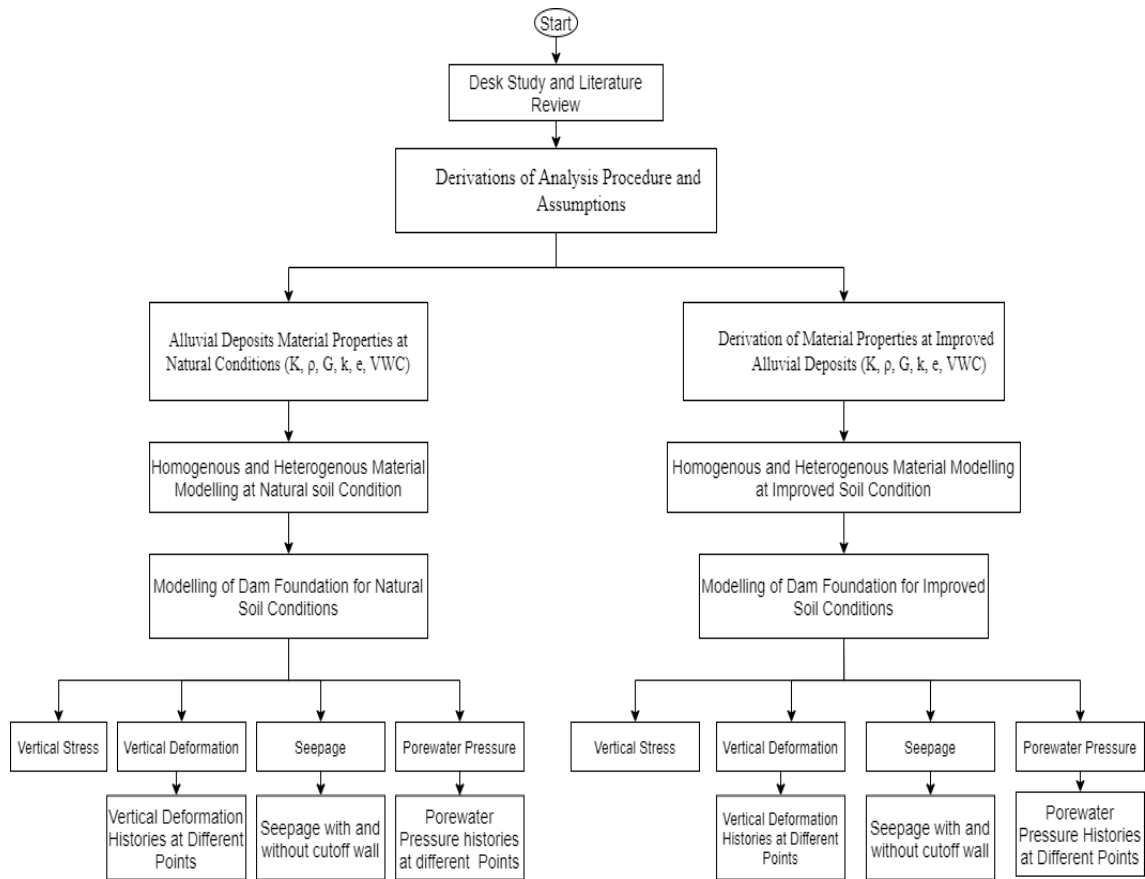 Start
Desk Study and Literature
Review
Derivations of Analysis Procedure and
Assumptions
Alluvial Deposits Material Properties at
Natural Conditions (K, ρ, G, k, e, VWC)
Derivation of Material Properties at Improved
Alluvial Deposits (K, ρ, G, k, e, VWC)
Homogenous and Heterogenous Material
Modelling at Natural soil Condition
Homogenous and Heterogenous Material Modelling
at Improved Soil Condition
Modelling of Dam Foundation for Natural
Soil Conditions
Modelling of Dam Foundation for Improved
Soil Conditions
Vertical Stress
Vertical Deformation
Seepage
Porewater Pressure
Vertical Stress
Vertical Deformation
Seepage
Porewater Pressure
Vertical Deformation
Histories at Different
Points
Seepage with and
without cutoff wall
Porewater
Pressure histories
at different Points
Vertical Deformation
Histories at Different
Points
Seepage with and
without cutoff wall
Porewater
Pressure Histories
at Different Points